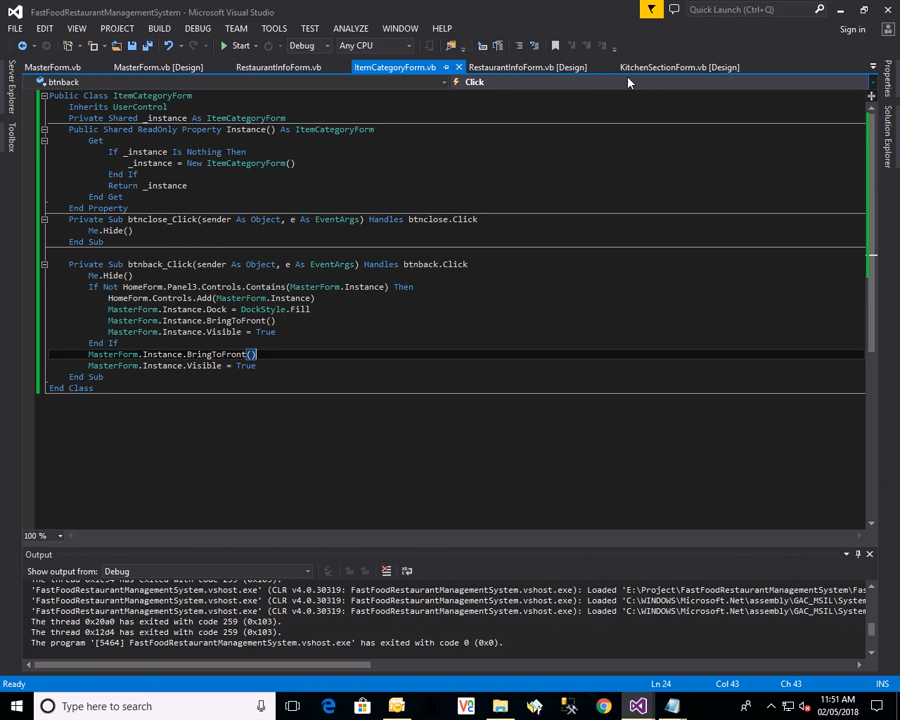 FastFoodRestaurantManagementSystem - Microsoft Visual Studio
Quick Launch (Ctrl+Q)
FILE EDIT VIEW PROJECT BUILD DEBUG TEAM TOOLS TEST ANALYZE WINDOW HELP
Sign in
Start Debug Any CPU
MasterForm.vb MasterForm.vb [Design] RestaurantInfoForm.vb ItemCategoryForm.vb RestaurantInfoForm.vb [Design] KitchenSectionForm.vb [Design]
btnback Click
Server Explorer
Toolbox
Properties
Solution Explorer
Public Class ItemCategoryForm
Inherits UserControl
Private Shared _instance As ItemCategoryForm
Public Shared ReadOnly Property Instance() As ItemCategoryForm
Get
If _instance Is Nothing Then
_instance = New ItemCategoryForm()
End If
Return _instance
End Get
End Property
Private Sub btnclose_Click(sender As Object, e As EventArgs) Handles btnclose.Click
Me.Hide()
End Sub
Private Sub btnback_Click(sender As Object, e As EventArgs) Handles btnback.Click
Me.Hide()
If Not HomeForm.Panel3.Controls.Contains(MasterForm.Instance) Then
HomeForm.Controls.Add(MasterForm.Instance)
MasterForm.Instance.Dock = DockStyle.Fill
MasterForm.Instance.BringToFront()
MasterForm.Instance.Visible = True
End If
MasterForm.Instance.BringToFront()
MasterForm.Instance.Visible = True
End Sub
End Class
100 %
Output
Show output from: Debug
'FastFoodRestaurantManagementSystem.vshost.exe' (CLR v4.0.30319: FastFoodRestaurantManagementSystem.vshost.exe): Loaded 'E:\Project\FastFoodRestaurantManagementSystem\Fas
'FastFoodRestaurantManagementSystem.vshost.exe' (CLR v4.0.30319: FastFoodRestaurantManagementSystem.vshost.exe): Loaded 'C:\WINDOWS\Microsoft.Net\assembly\GAC_MSIL\Micros
'FastFoodRestaurantManagementSystem.vshost.exe' (CLR v4.0.30319: FastFoodRestaurantManagementSystem.vshost.exe): Loaded 'C:\WINDOWS\Microsoft.Net\assembly\GAC_MSIL\Micros
The thread 0x20a0 has exited with code 259 (0x103).
The thread 0x12d4 has exited with code 259 (0x103).
The program '[5464] FastFoodRestaurantManagementSystem.vshost.exe' has exited with code 0 (0x0).
Ready Ln 24 Col 43 Ch 43 INS
Type here to search
11:51 AM
02/05/2018